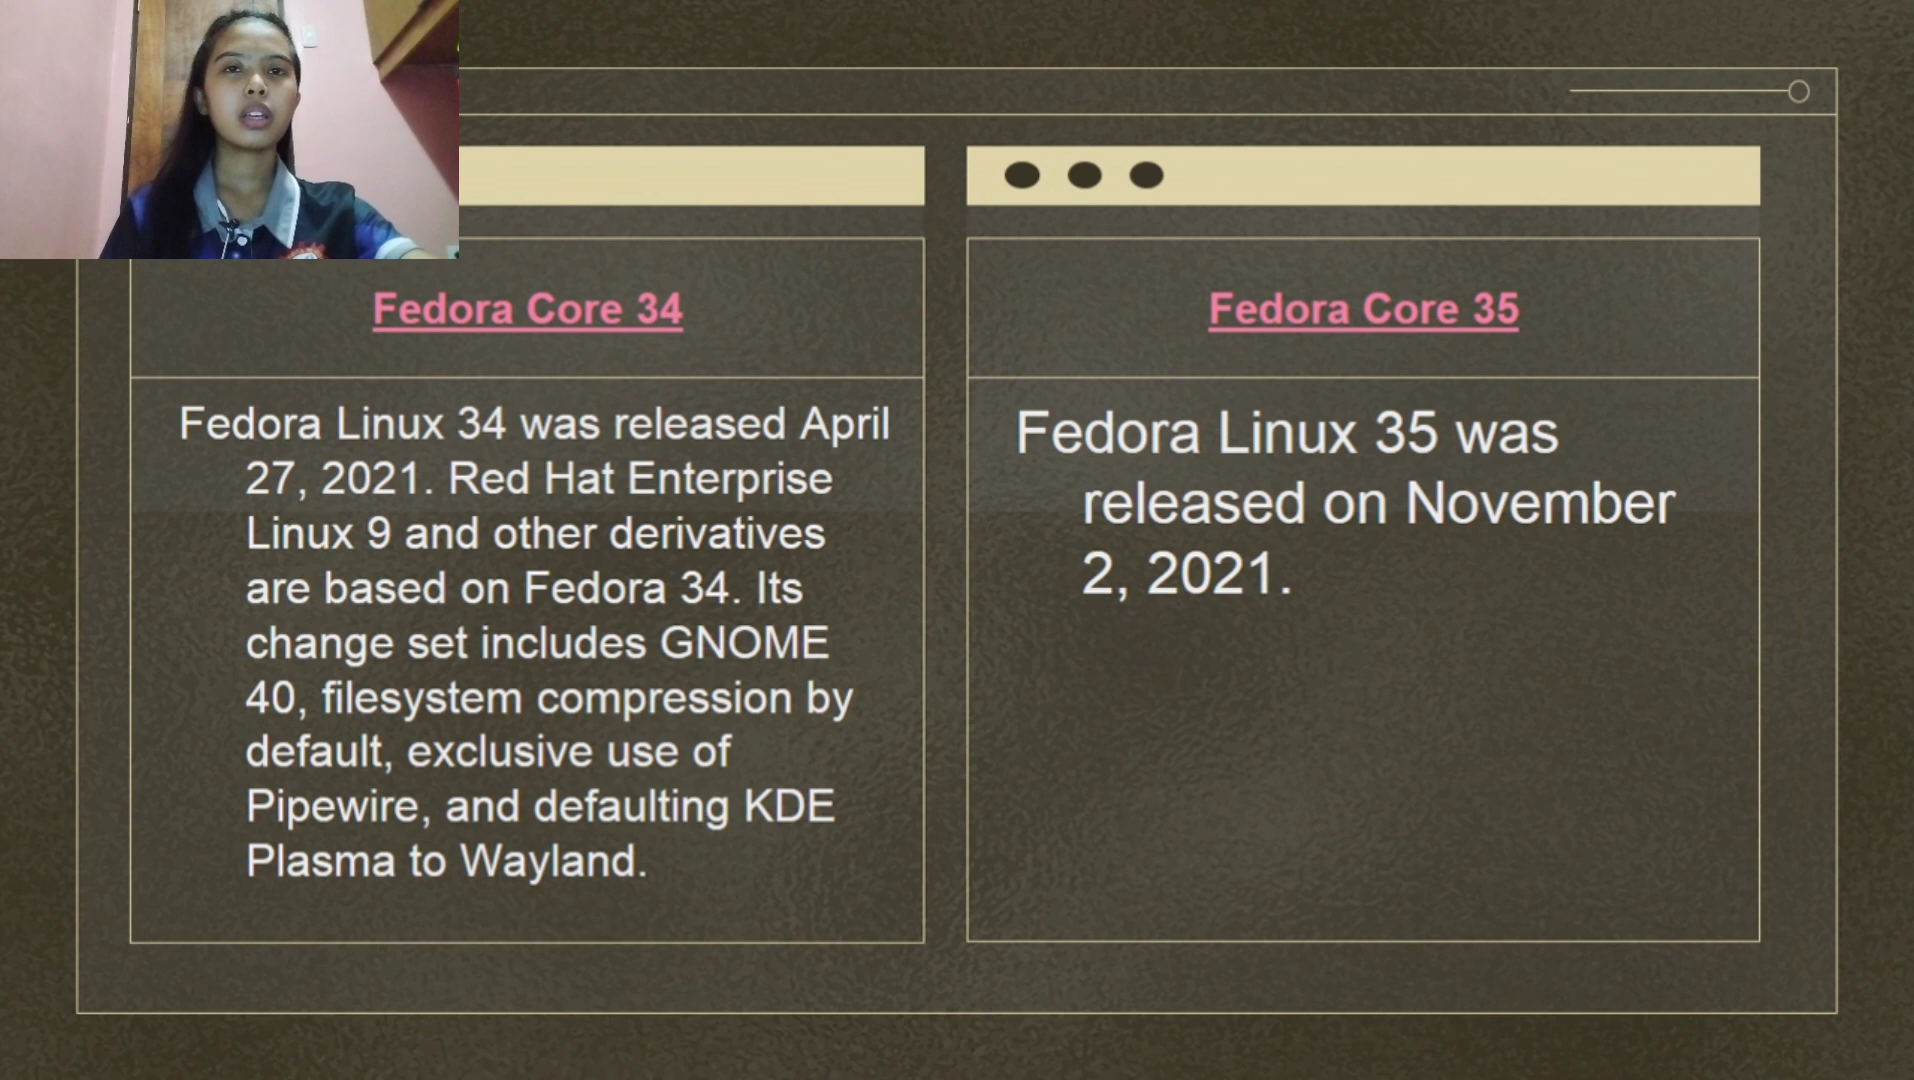 Fedora Core 34
Fedora Linux 34 was released April
27, 2021. Red Hat Enterprise
Linux 9 and other derivatives
are based on Fedora 34. Its
change set includes GNOME
40, filesystem compression by
default, exclusive use of
Pipewire, and defaulting KDE
Plasma to Wayland.
Fedora Core 35
Fedora Linux 35 was
released on November
2, 2021.